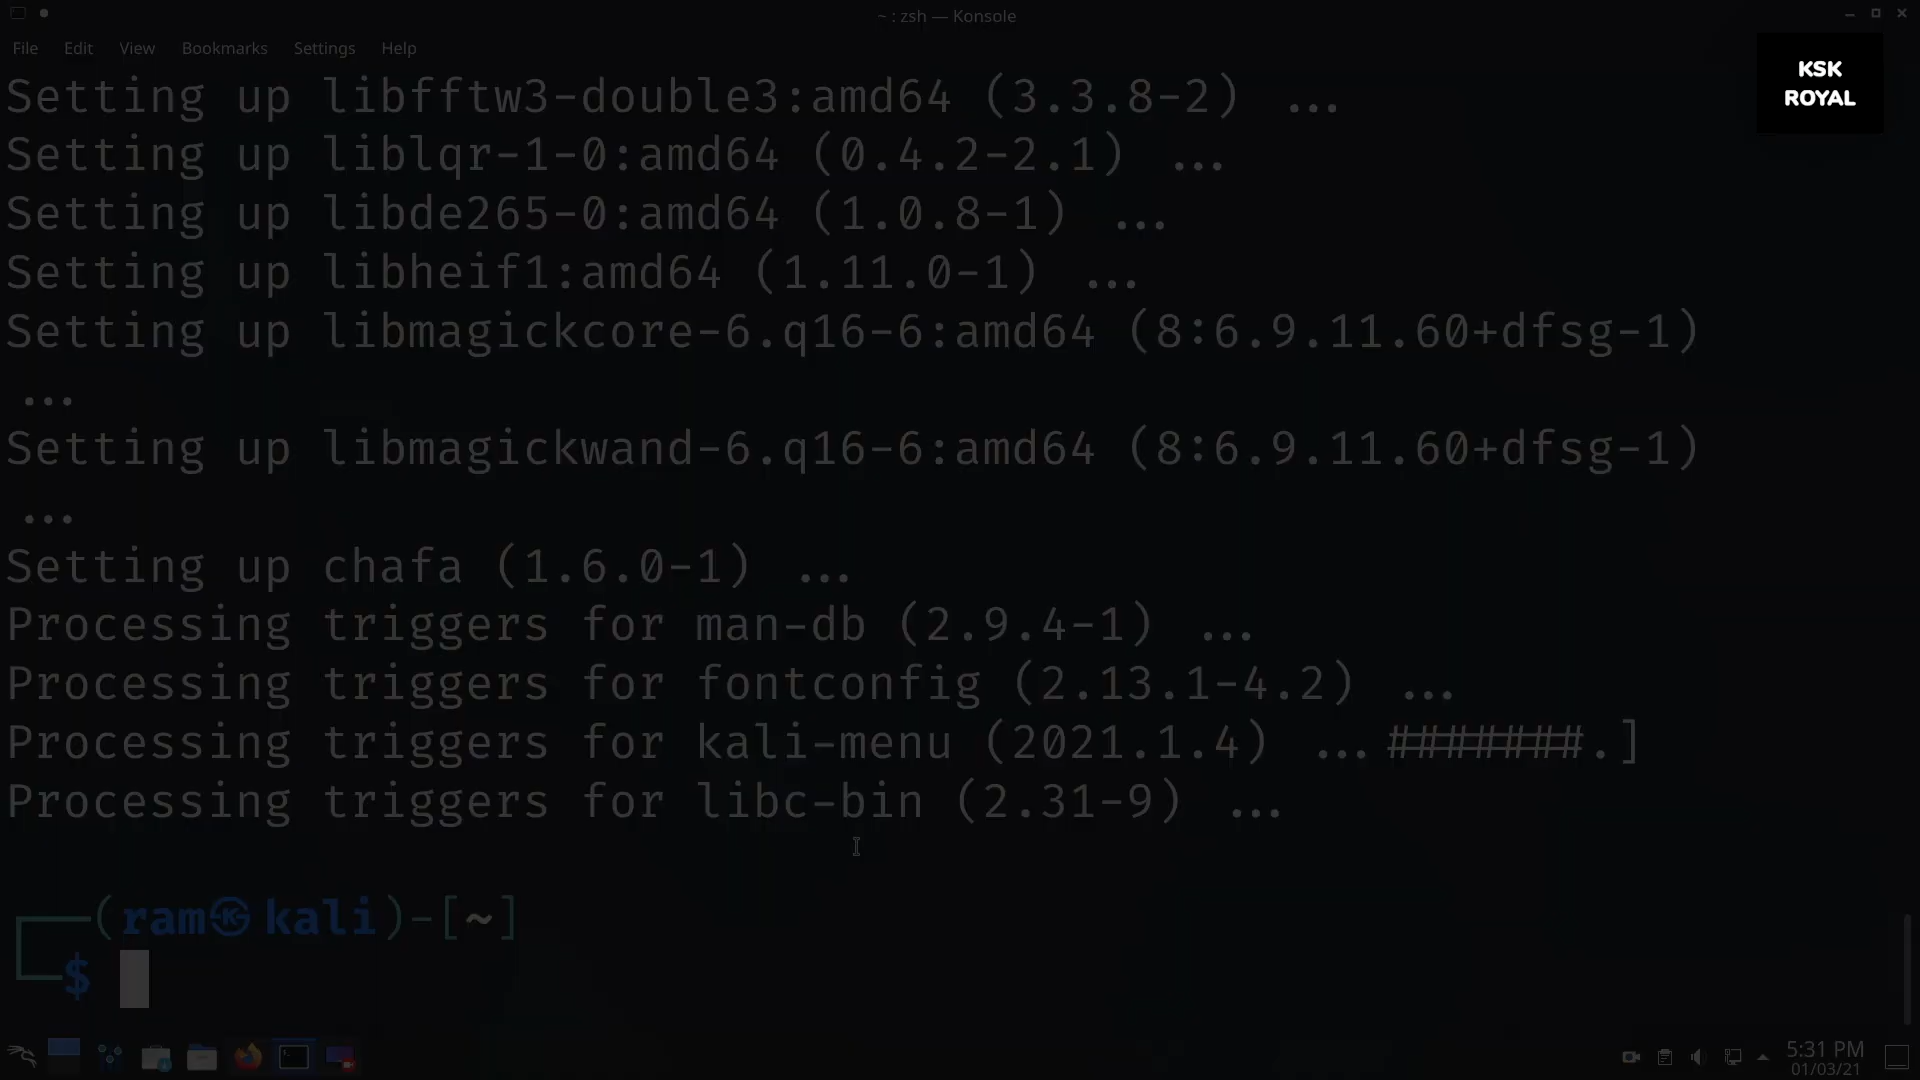 ~ : zsh — Konsole
File Edit View Bookmarks Settings Help
KSK
ROYAL
Setting up libfftw3-double3:amd64 (3.3.8-2) ...
Setting up liblqr-1-0:amd64 (0.4.2-2.1) ...
Setting up libde265-0:amd64 (1.0.8-1) ...
Setting up libheif1:amd64 (1.11.0-1) ...
Setting up libmagickcore-6.q16-6:amd64 (8:6.9.11.60+dfsg-1)
...
Setting up libmagickwand-6.q16-6:amd64 (8:6.9.11.60+dfsg-1)
...
Setting up chafa (1.6.0-1) ...
Processing triggers for man-db (2.9.4-1) ...
Processing triggers for fontconfig (2.13.1-4.2) ...
Processing triggers for kali-menu (2021.1.4) ...#######.]
Processing triggers for libc-bin (2.31-9) ...
┌──(ram㉿kali)-[~]
└─$
5:31 PM
01/03/21